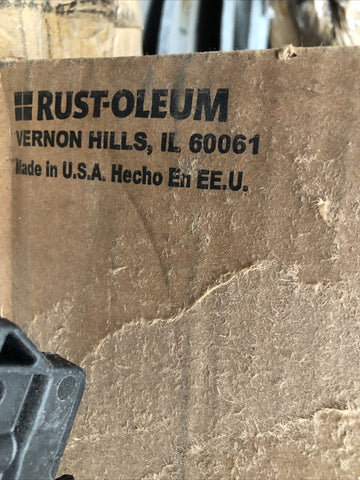 RUST-OLEUM
VERNON HILLS, IL 60061
Made in U.S.A. Hecho En EE.U.